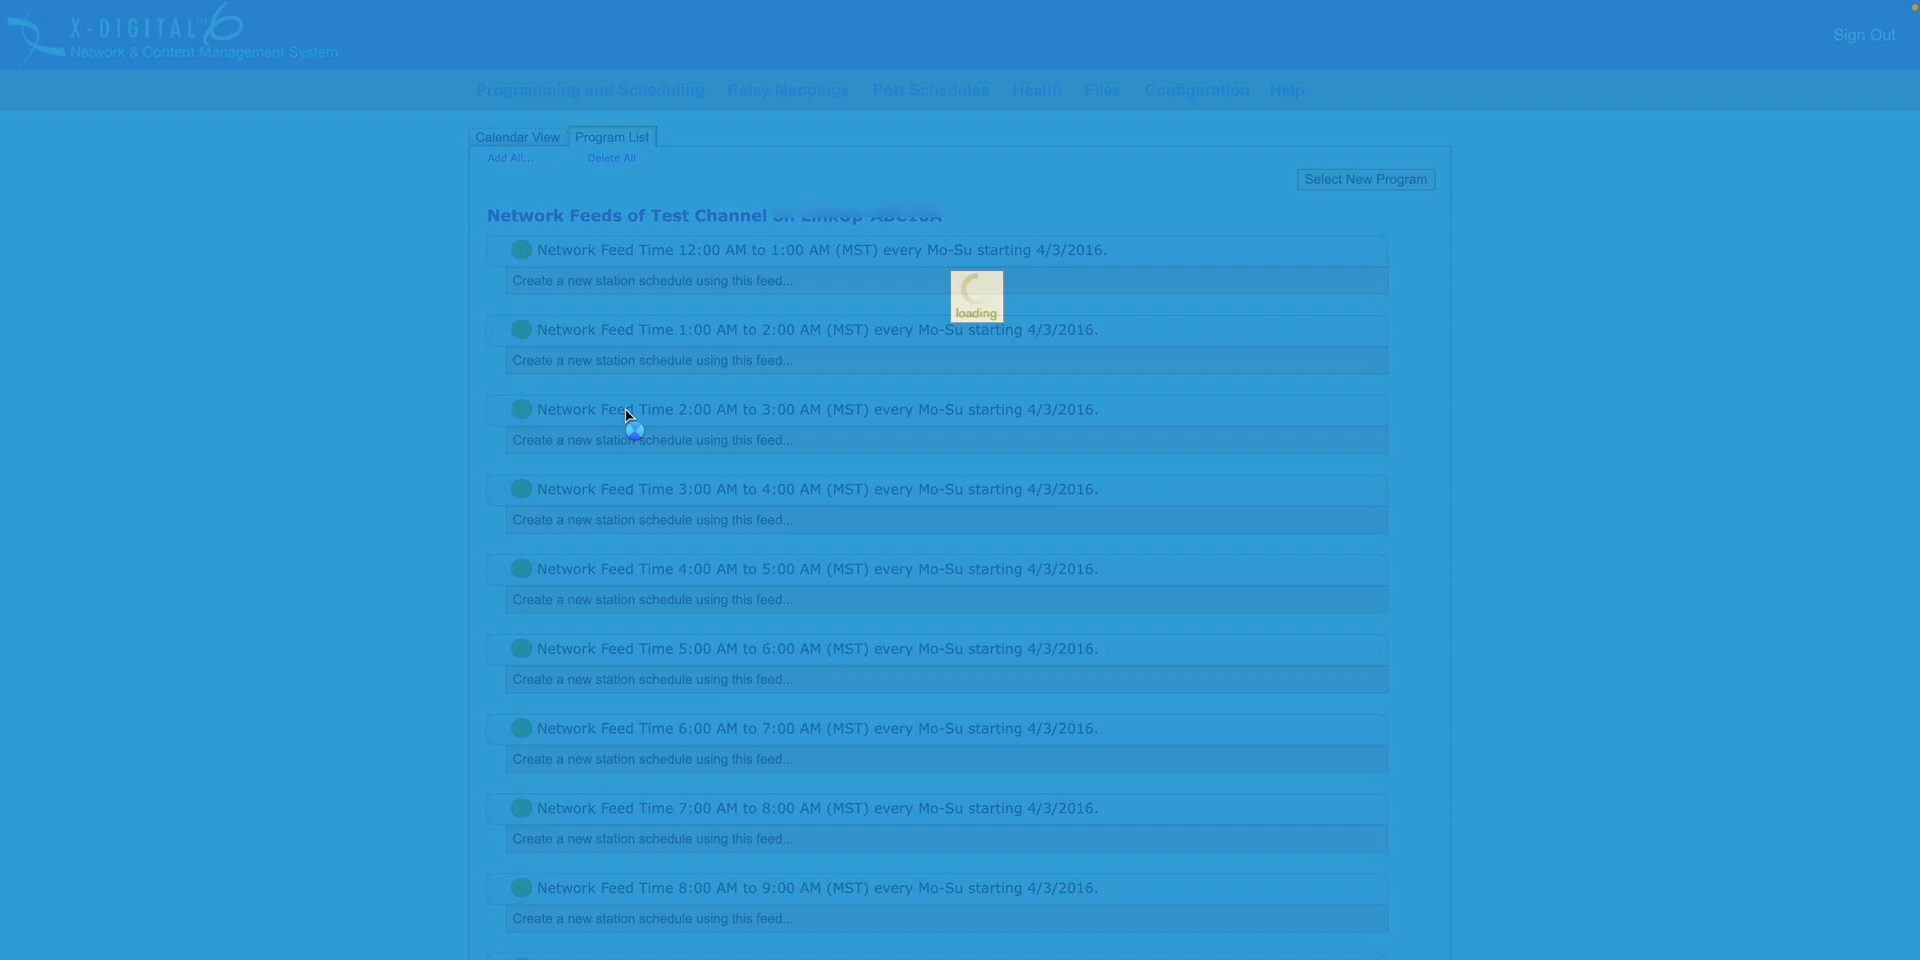 X-DIGITAL™6
Network & Content Management System
Sign Out
Programming and Scheduling Relay Mappings Port Schedules Health Files Configuration Help
Calendar View Program List
Add All... Delete All
Select New Program
Network Feeds of Test Channel on
Network Feed Time 12:00 AM to 1:00 AM (MST) every Mo-Su starting 4/3/2016.
Create a new station schedule using this feed...
loading
Network Feed Time 1:00 AM to 2:00 AM (MST) every Mo-Su starting 4/3/2016.
Create a new station schedule using this feed...
Network Feed Time 2:00 AM to 3:00 AM (MST) every Mo-Su starting 4/3/2016.
Create a new station schedule using this feed...
Network Feed Time 3:00 AM to 4:00 AM (MST) every Mo-Su starting 4/3/2016.
Create a new station schedule using this feed...
Network Feed Time 4:00 AM to 5:00 AM (MST) every Mo-Su starting 4/3/2016.
Create a new station schedule using this feed...
Network Feed Time 5:00 AM to 6:00 AM (MST) every Mo-Su starting 4/3/2016.
Create a new station schedule using this feed...
Network Feed Time 6:00 AM to 7:00 AM (MST) every Mo-Su starting 4/3/2016.
Create a new station schedule using this feed...
Network Feed Time 7:00 AM to 8:00 AM (MST) every Mo-Su starting 4/3/2016.
Create a new station schedule using this feed...
Network Feed Time 8:00 AM to 9:00 AM (MST) every Mo-Su starting 4/3/2016.
Create a new station schedule using this feed...